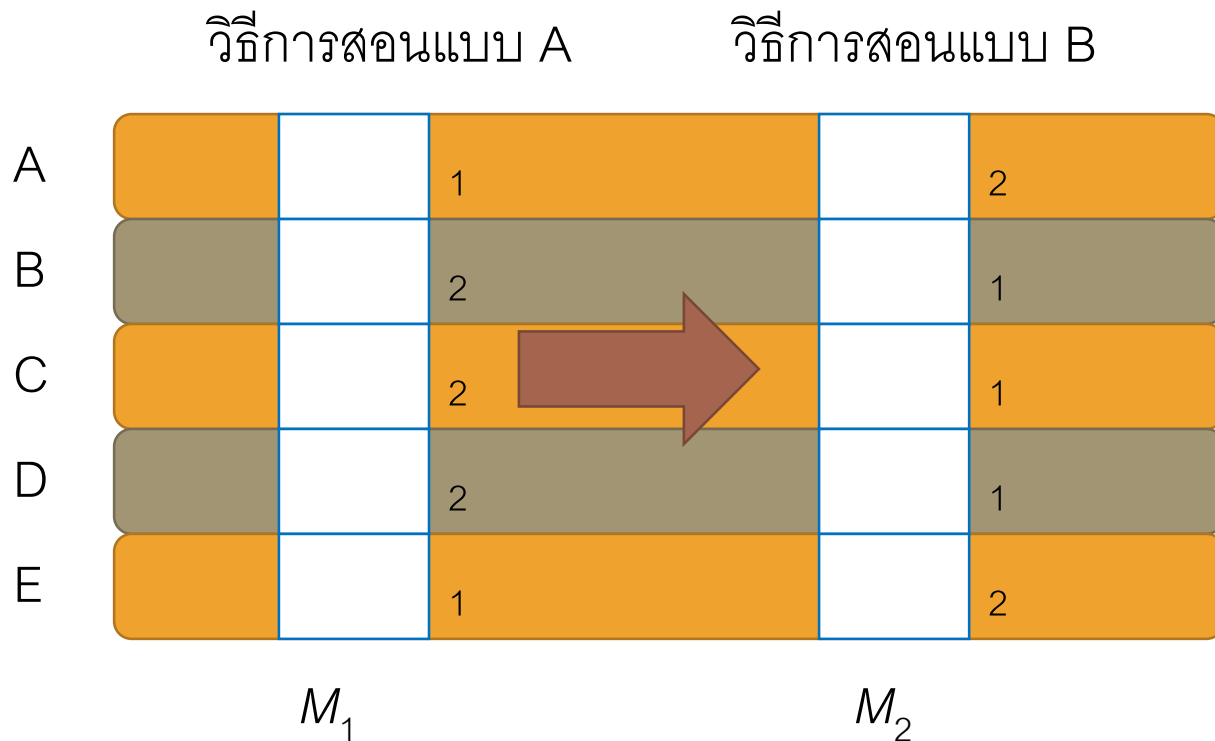 วิธีการสอนแบบ A วิธีการสอนแบบ B
A 1 2
B 2 1
C 2 1
D 2 1
E 1 2
M₁ M₂